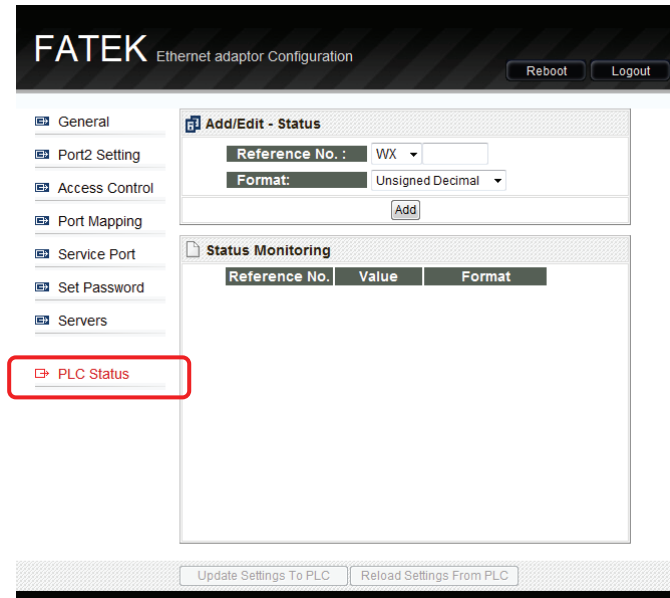 FATEK Ethernet adaptor Configuration
Reboot Logout
General
Port2 Setting
Access Control
Port Mapping
Service Port
Set Password
Servers
PLC Status
Add/Edit - Status
Reference No. : WX
Format: Unsigned Decimal
Add
Status Monitoring
Reference No. Value Format
Update Settings To PLC Reload Settings From PLC